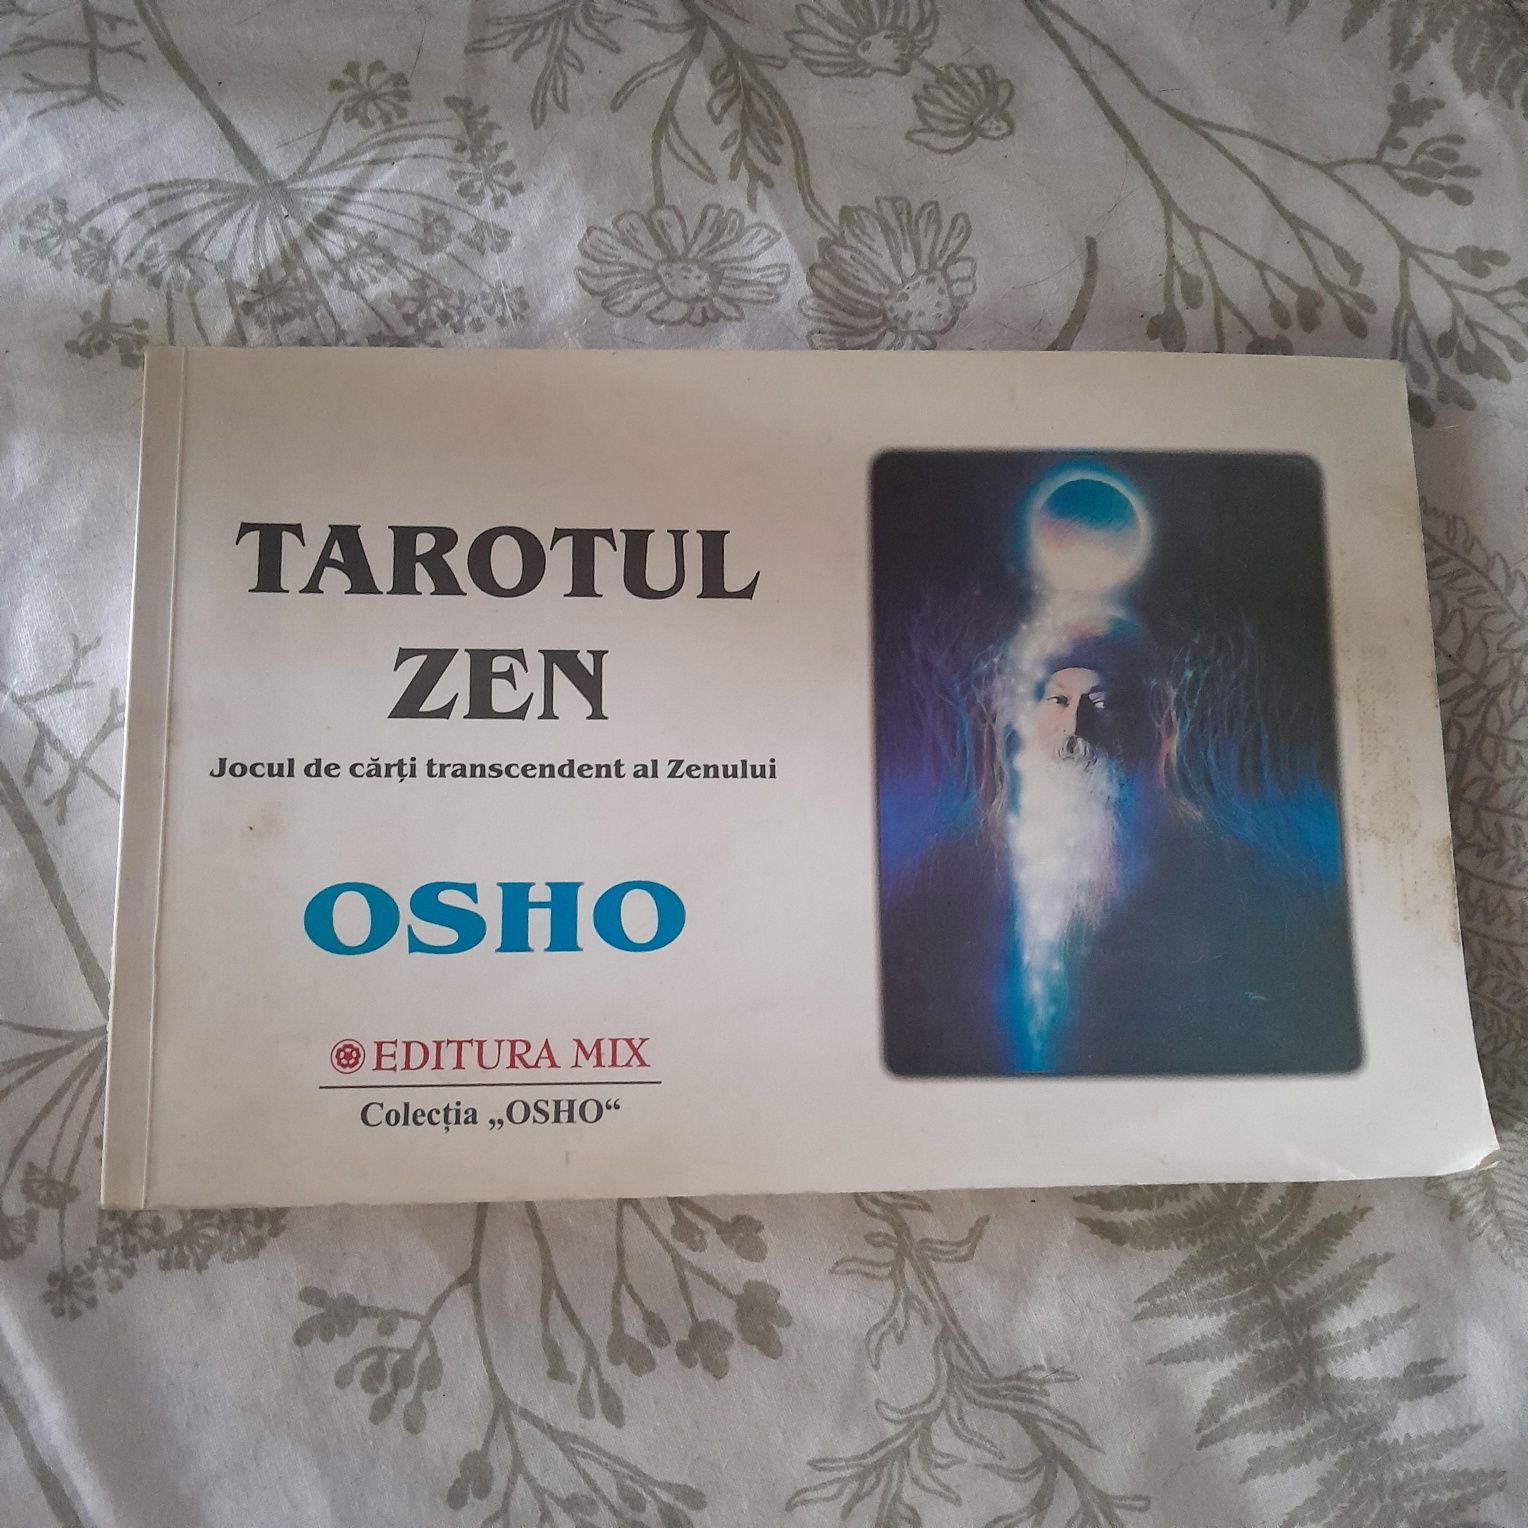 TAROTUL
ZEN
Jocul de cărți transcendent al Zenului
OSHO
EDITURA MIX
Colecția „OSHO“